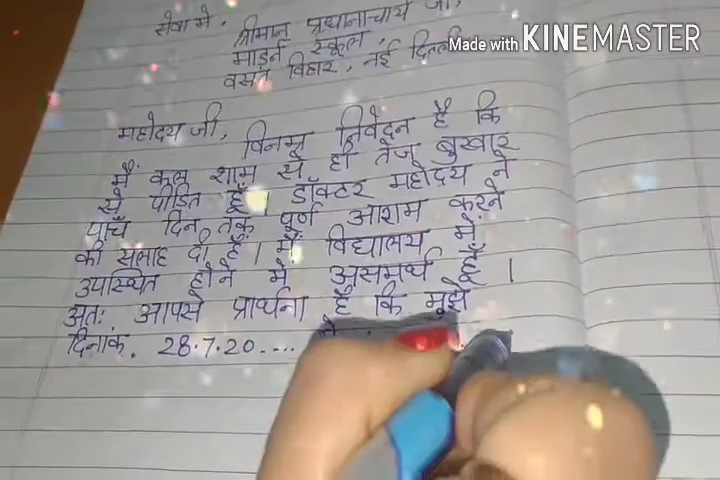 Made with KINEMASTER
सेवा में,
श्रीमान प्रधानाचार्य जी,
माडर्न स्कूल,
वसंत विहार, नई दिल्ली
महोदय जी,
विनम्र निवेदन है कि
मैं कल शाम से ही तेज बुखार
से पीडित हूँ। डॉक्टर महोदय ने
पाँच दिन तक पूर्ण आराम करने
की सलाह दी है। मैं विद्यालय में
उपस्थित होने में असमर्थ हूँ।
अतः आपसे प्रार्थना है कि मुझे
दिनांक. 28.7.20....